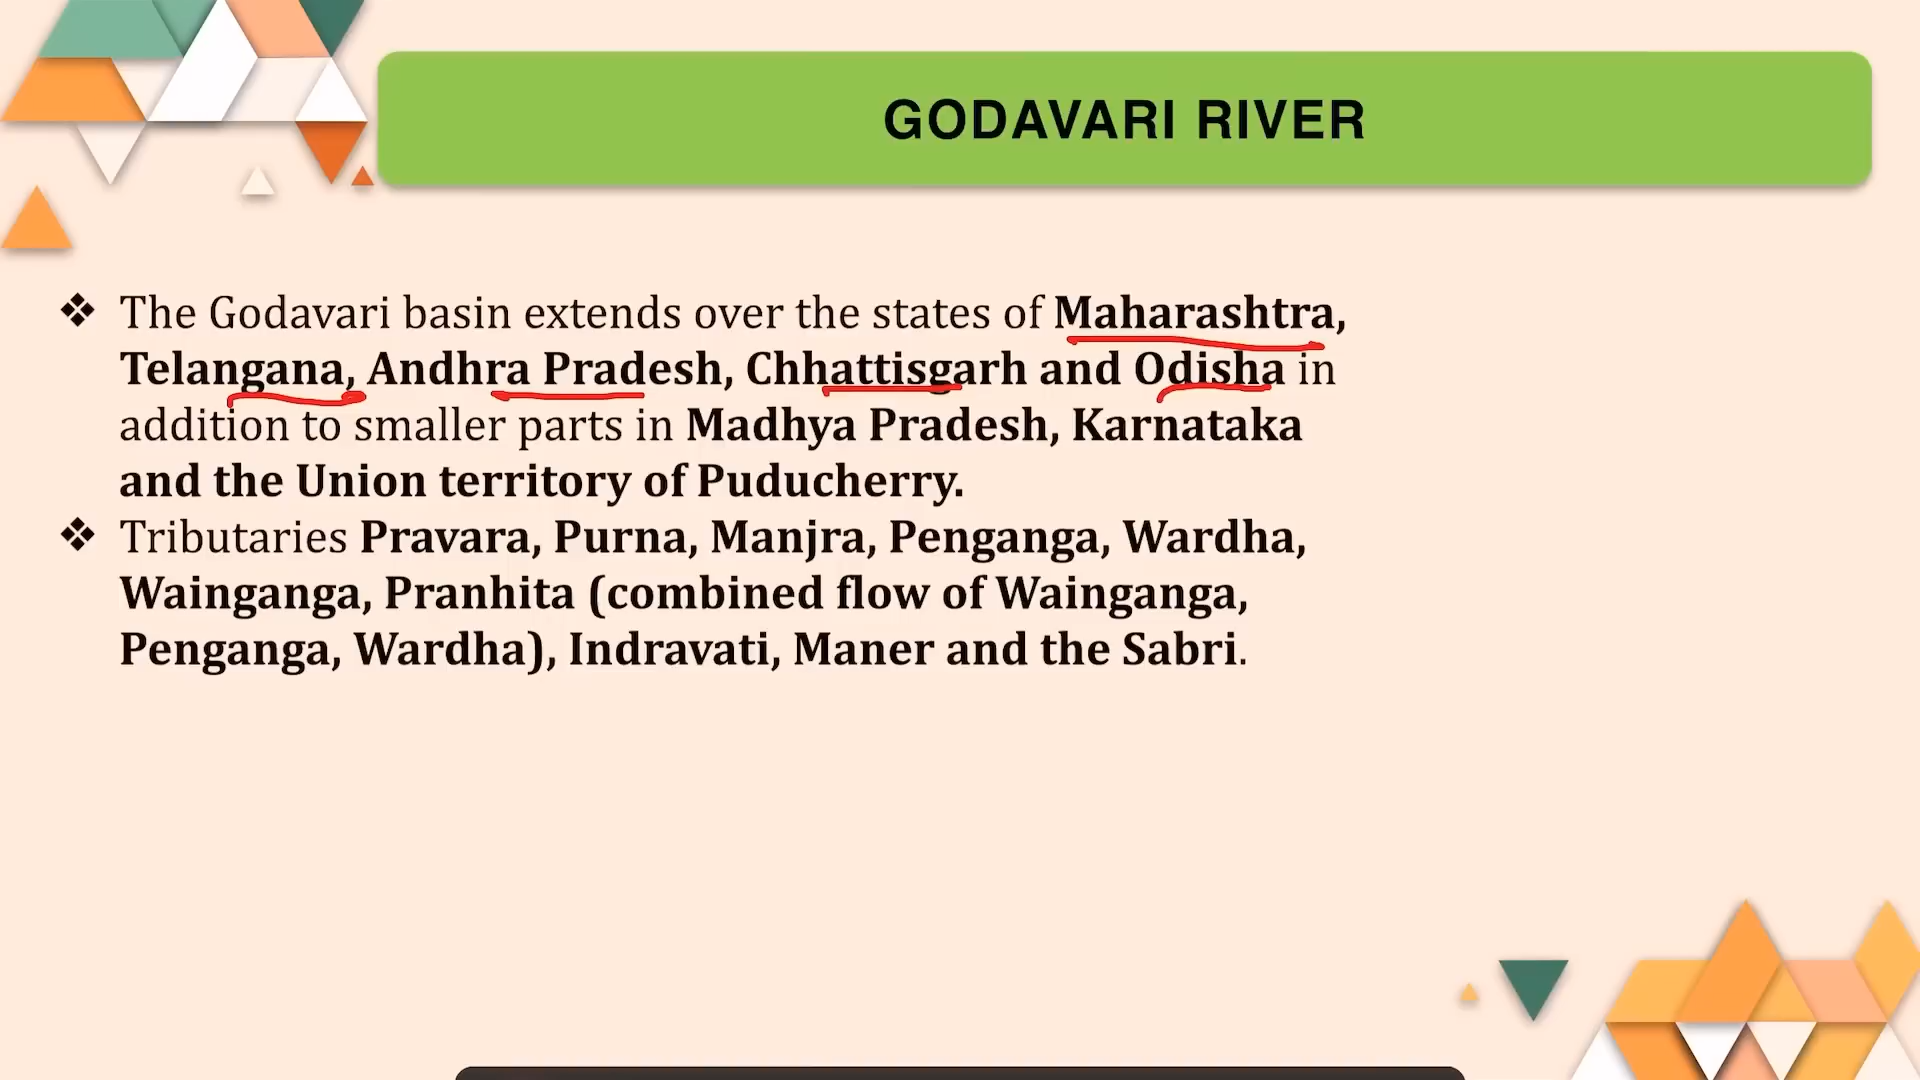 GODAVARI RIVER
❖ The Godavari basin extends over the states of Maharashtra,
Telangana, Andhra Pradesh, Chhattisgarh and Odisha in
addition to smaller parts in Madhya Pradesh, Karnataka
and the Union territory of Puducherry.
❖ Tributaries Pravara, Purna, Manjra, Penganga, Wardha,
Wainganga, Pranhita (combined flow of Wainganga,
Penganga, Wardha), Indravati, Maner and the Sabri.